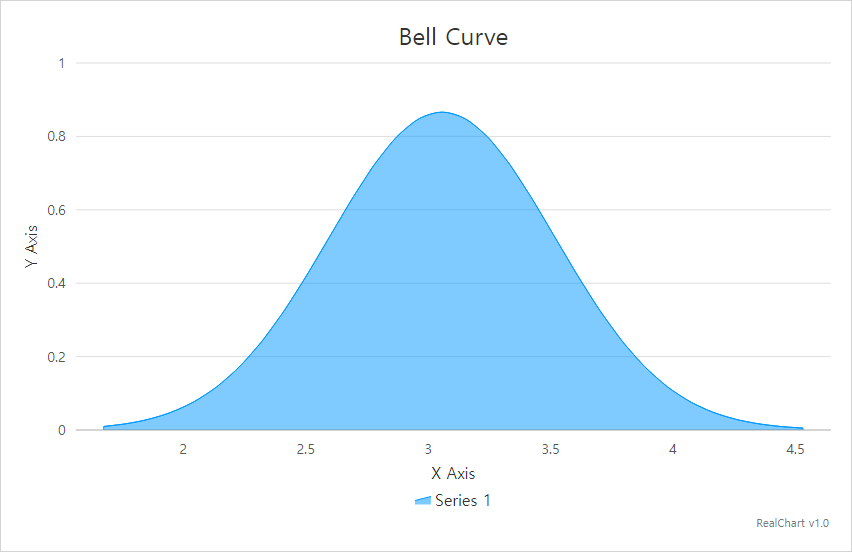 Bell Curve
1
0.8
0.6
0.4
0.2
0
Y Axis
2 2.5 3 3.5 4 4.5
X Axis
Series 1
RealChart v1.0